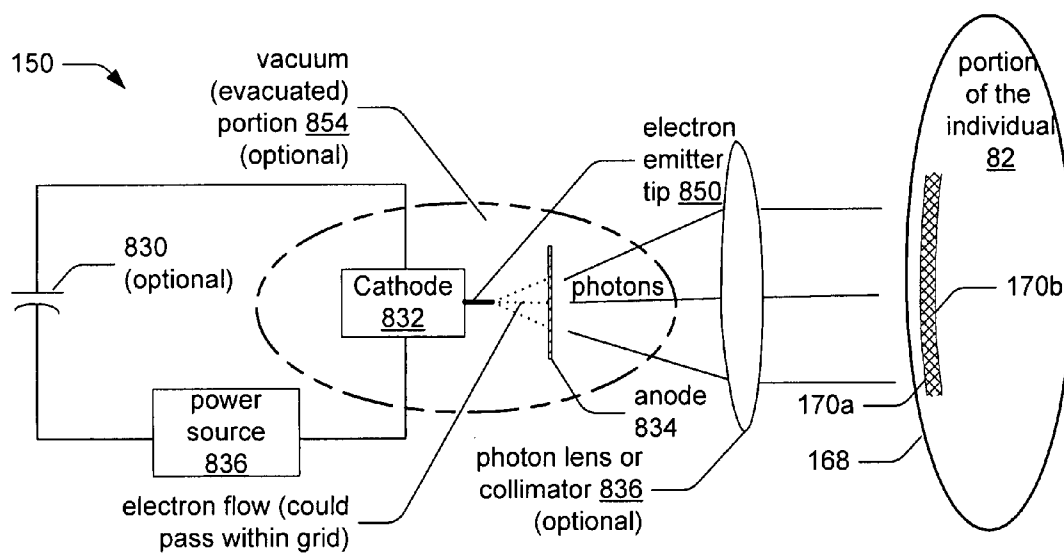 150
vacuum
(evacuated)
portion 854
(optional)
electron
emitter
tip 850
portion
of the
individual
82
830
(optional)
Cathode
832
photons
170b
power
source
836
anode
834
170a
168
electron flow (could
pass within grid)
photon lens or
collimator 836
(optional)